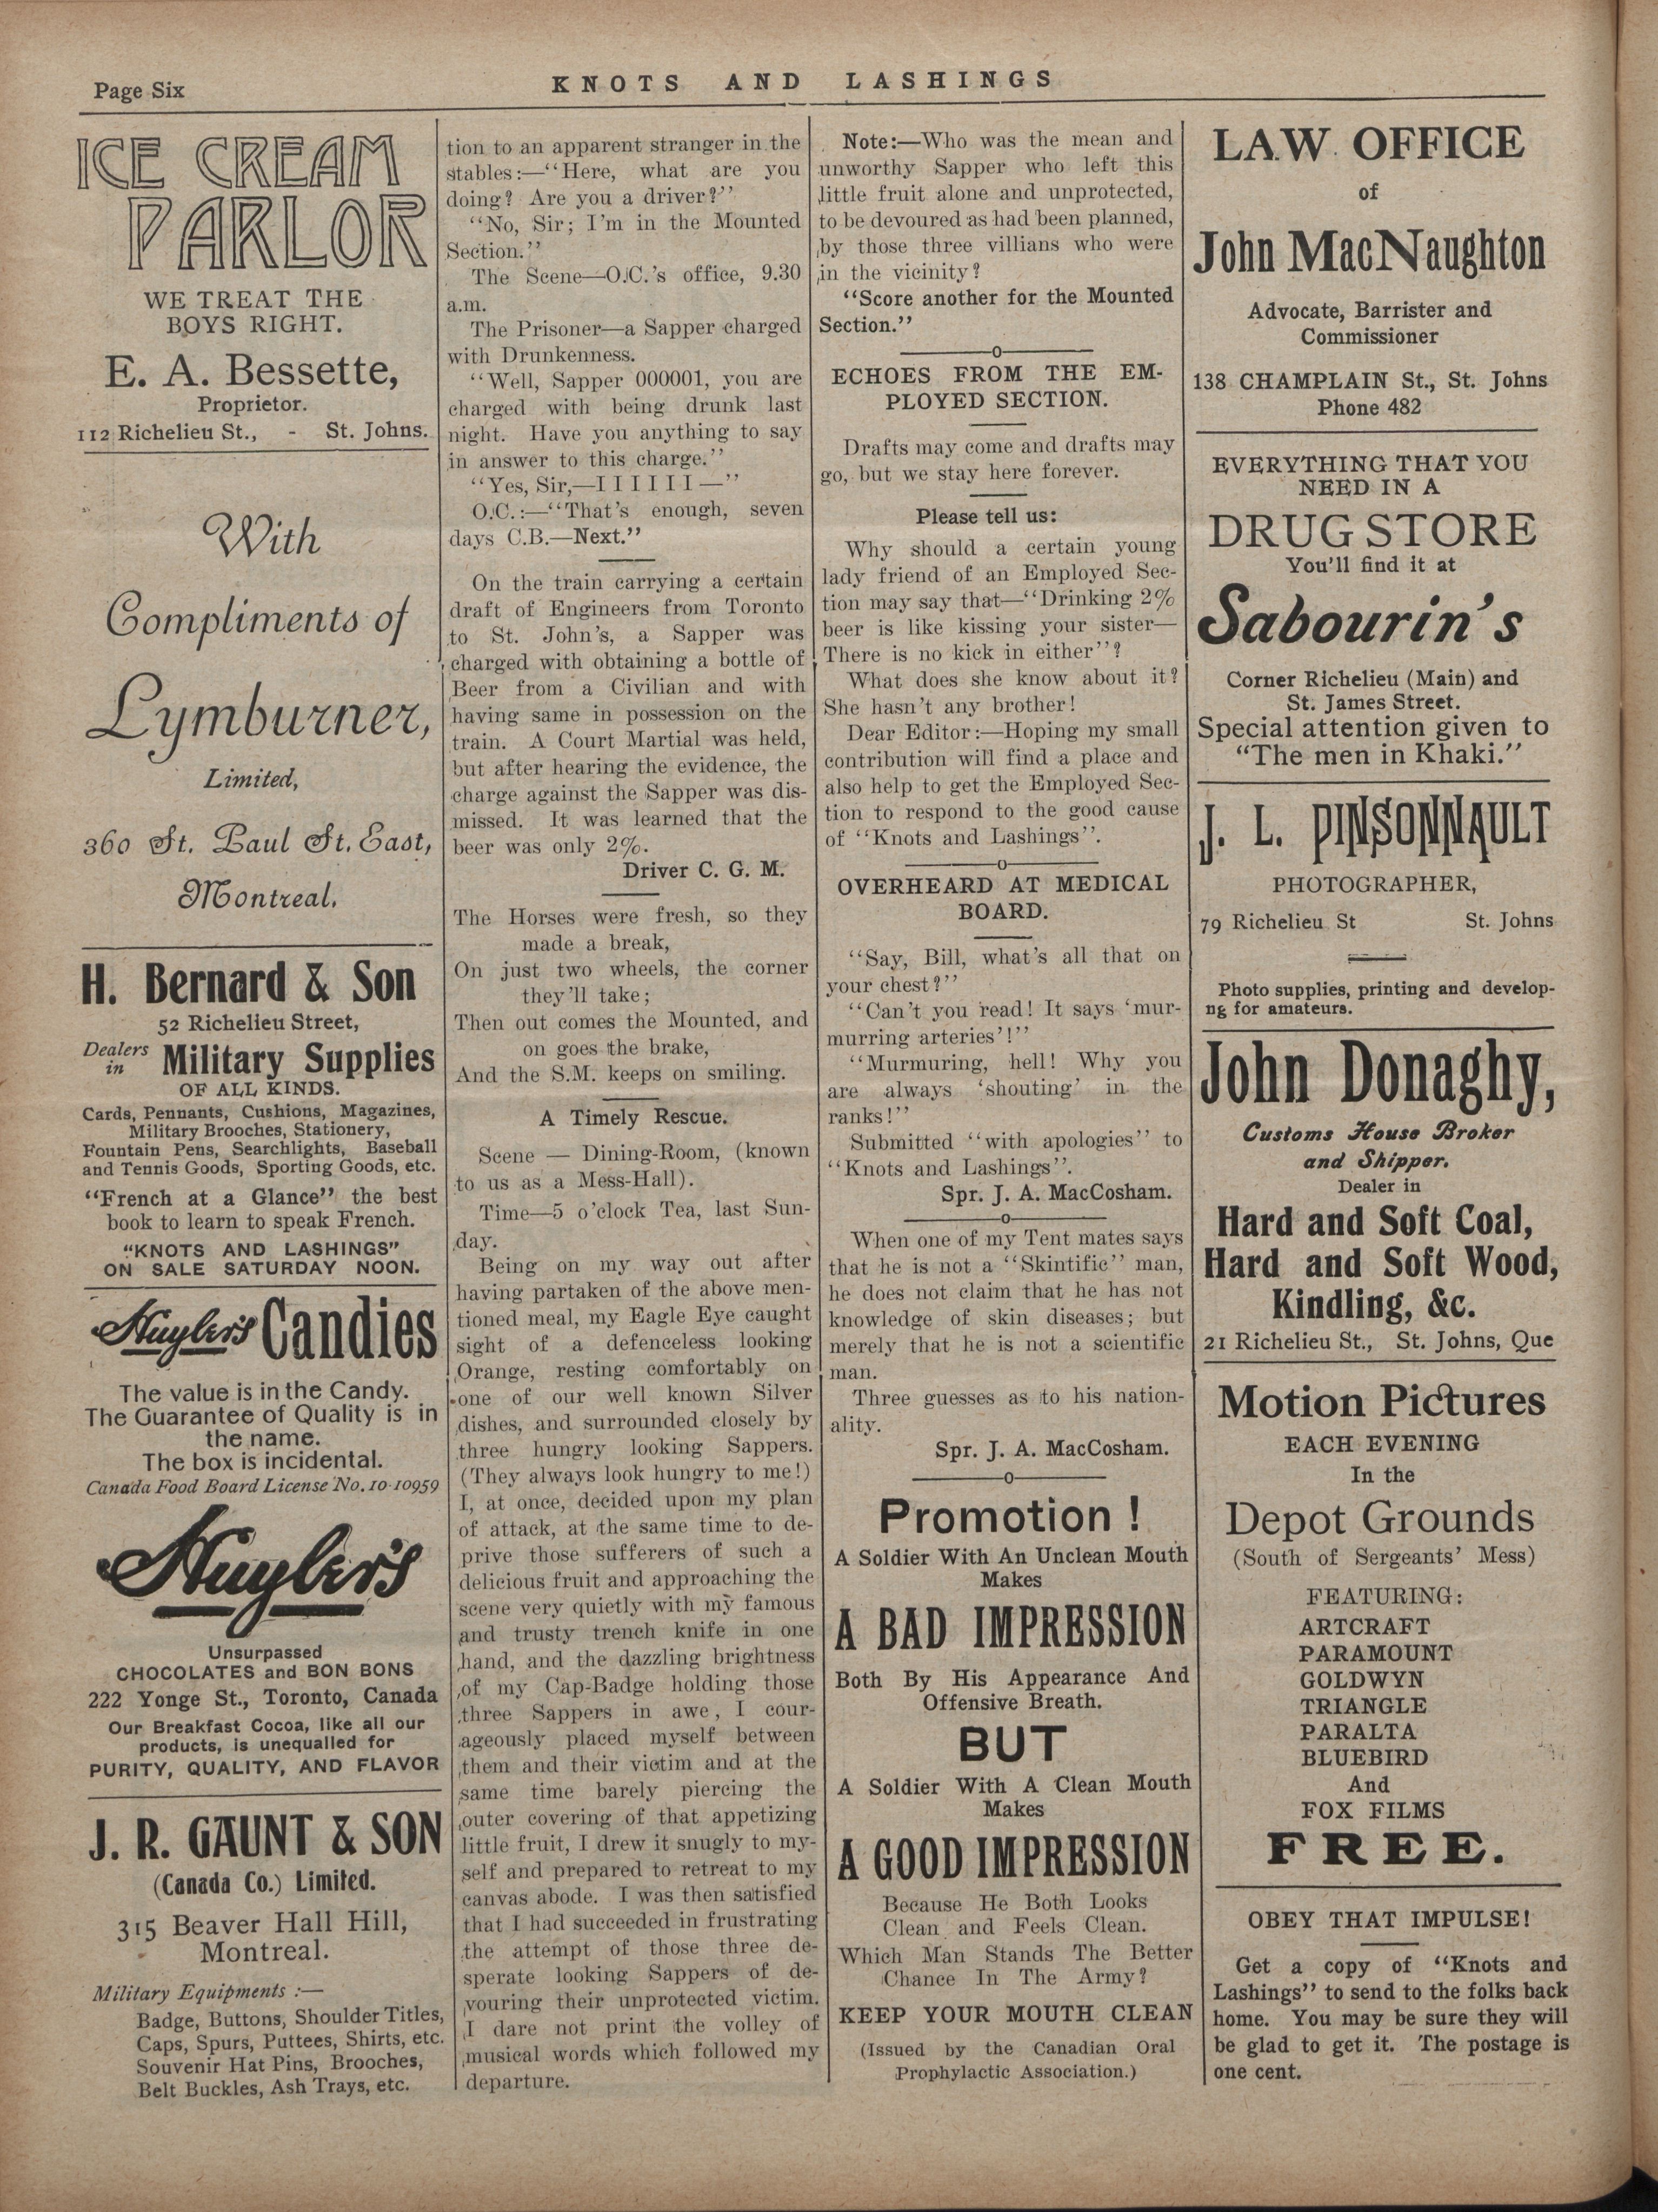 Page Six
KNOTS AND LASHINGS
ICE CREAM
PARLOR
WE TREAT THE
BOYS RIGHT.
E. A. Bessette,
Proprietor.
112 Richelieu St., - St. Johns.
With
Compliments of
Lymburner,
Limited,
360 St. Paul St. East,
Montreal.
H. Bernard & Son
52 Richelieu Street,
Dealers in Military Supplies
OF ALL KINDS.
Cards, Pennants, Cushions, Magazines,
Military Brooches, Stationery,
Fountain Pens, Searchlights, Baseball
and Tennis Goods, Sporting Goods, etc.
"French at a Glance" the best
book to learn to speak French.
"KNOTS AND LASHINGS"
ON SALE SATURDAY NOON.
Huyler's Candies
The value is in the Candy.
The Guarantee of Quality is in
the name.
The box is incidental.
Canada Food Board License No. 10-10959
Huyler's
Unsurpassed
CHOCOLATES and BON BONS
222 Yonge St., Toronto, Canada
Our Breakfast Cocoa, like all our
products, is unequalled for
PURITY, QUALITY, AND FLAVOR
J. R. GAUNT & SON
(Canada Co.) Limited.
315 Beaver Hall Hill,
Montreal.
Military Equipments :—
Badge, Buttons, Shoulder Titles,
Caps, Spurs, Puttees, Shirts, etc.
Souvenir Hat Pins, Brooches,
Belt Buckles, Ash Trays, etc.
tion to an apparent stranger in the
stables:—"Here, what are you
doing? Are you a driver?"
"No, Sir; I'm in the Mounted
Section."
The Scene—O.C.'s office, 9.30
a.m.
The Prisoner—a Sapper charged
with Drunkenness.
"Well, Sapper 000001, you are
charged with being drunk last
night. Have you anything to say
in answer to this charge."
"Yes, Sir,—I I I I I I —"
O.C.:—"That's enough, seven
days C.B.—Next."
On the train carrying a certain
draft of Engineers from Toronto
to St. John's, a Sapper was
charged with obtaining a bottle of
Beer from a Civilian and with
having same in possession on the
train. A Court Martial was held,
but after hearing the evidence, the
charge against the Sapper was dis-
missed. It was learned that the
beer was only 2%.
Driver C. G. M.
The Horses were fresh, so they
made a break,
On just two wheels, the corner
they'll take;
Then out comes the Mounted, and
on goes the brake,
And the S.M. keeps on smiling.
A Timely Rescue.
Scene — Dining-Room, (known
to us as a Mess-Hall).
Time—5 o'clock Tea, last Sun-
day.
Being on my way out after
having partaken of the above men-
tioned meal, my Eagle Eye caught
sight of a defenceless looking
Orange, resting comfortably on
one of our well known Silver
dishes, and surrounded closely by
three hungry looking Sappers.
(They always look hungry to me!)
I, at once, decided upon my plan
of attack, at the same time to de-
prive those sufferers of such a
delicious fruit and approaching the
scene very quietly with my famous
and trusty trench knife in one
hand, and the dazzling brightness
of my Cap-Badge holding those
three Sappers in awe, I cour-
ageously placed myself between
them and their victim and at the
same time barely piercing the
outer covering of that appetizing
little fruit, I drew it snugly to my-
self and prepared to retreat to my
canvas abode. I was then satisfied
that I had succeeded in frustrating
the attempt of those three de-
sperate looking Sappers of de-
vouring their unprotected victim.
I dare not print the volley of
musical words which followed my
departure.
Note:—Who was the mean and
unworthy Sapper who left this
little fruit alone and unprotected,
to be devoured as had been planned,
by those three villians who were
in the vicinity?
"Score another for the Mounted
Section."
ECHOES FROM THE EM-
PLOYED SECTION.
Drafts may come and drafts may
go, but we stay here forever.
Please tell us:
Why should a certain young
lady friend of an Employed Sec-
tion may say that—"Drinking 2%
beer is like kissing your sister—
There is no kick in either"?
What does she know about it?
She hasn't any brother!
Dear Editor:—Hoping my small
contribution will find a place and
also help to get the Employed Sec-
tion to respond to the good cause
of "Knots and Lashings".
OVERHEARD AT MEDICAL
BOARD.
"Say, Bill, what's all that on
your chest?"
"Can't you read! It says 'mur-
murring arteries'!"
"Murmuring, hell! Why you
are always 'shouting' in the
ranks!"
Submitted "with apologies" to
"Knots and Lashings".
Spr. J. A. MacCosham.
When one of my Tent mates says
that he is not a "Skintific" man,
he does not claim that he has not
knowledge of skin diseases; but
merely that he is not a scientific
man.
Three guesses as to his nation-
ality.
Spr. J. A. MacCosham.
Promotion !
A Soldier With An Unclean Mouth
Makes
A BAD IMPRESSION
Both By His Appearance And
Offensive Breath.
BUT
A Soldier With A Clean Mouth
Makes
A GOOD IMPRESSION
Because He Both Looks
Clean and Feels Clean.
Which Man Stands The Better
Chance In The Army?
KEEP YOUR MOUTH CLEAN
(Issued by the Canadian Oral
Prophylactic Association.)
LAW OFFICE
of
John MacNaughton
Advocate, Barrister and
Commissioner
138 CHAMPLAIN St., St. Johns
Phone 482
EVERYTHING THAT YOU
NEED IN A
DRUG STORE
You'll find it at
Sabourin's
Corner Richelieu (Main) and
St. James Street.
Special attention given to
"The men in Khaki."
J. L. PINSONNAULT
PHOTOGRAPHER,
79 Richelieu St St. Johns
Photo supplies, printing and develop-
ng for amateurs.
John Donaghy,
Customs House Broker
and Shipper.
Dealer in
Hard and Soft Coal,
Hard and Soft Wood,
Kindling, &c.
21 Richelieu St., St. Johns, Que
Motion Pictures
EACH EVENING
In the
Depot Grounds
(South of Sergeants' Mess)
FEATURING:
ARTCRAFT
PARAMOUNT
GOLDWYN
TRIANGLE
PARALTA
BLUEBIRD
And
FOX FILMS
FREE.
OBEY THAT IMPULSE!
Get a copy of "Knots and
Lashings" to send to the folks back
home. You may be sure they will
be glad to get it. The postage is
one cent.